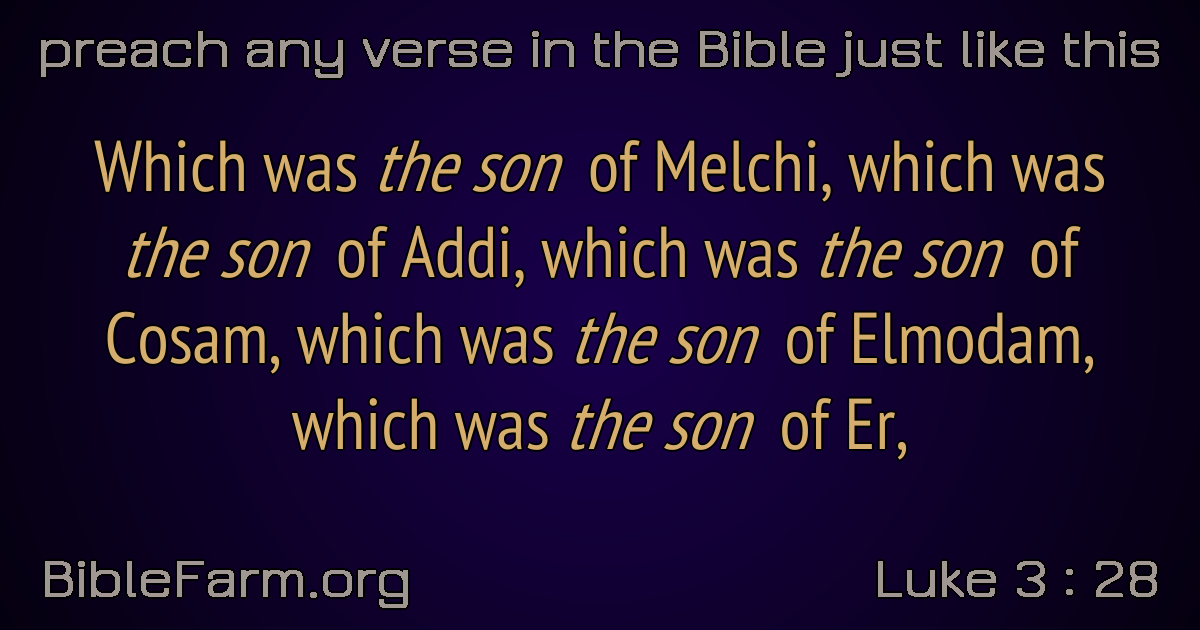 preach any verse in the Bible just like this
Which was the son of Melchi, which was
the son of Addi, which was the son of
Cosam, which was the son of Elmodam,
which was the son of Er,
BibleFarm.org
Luke 3 : 28